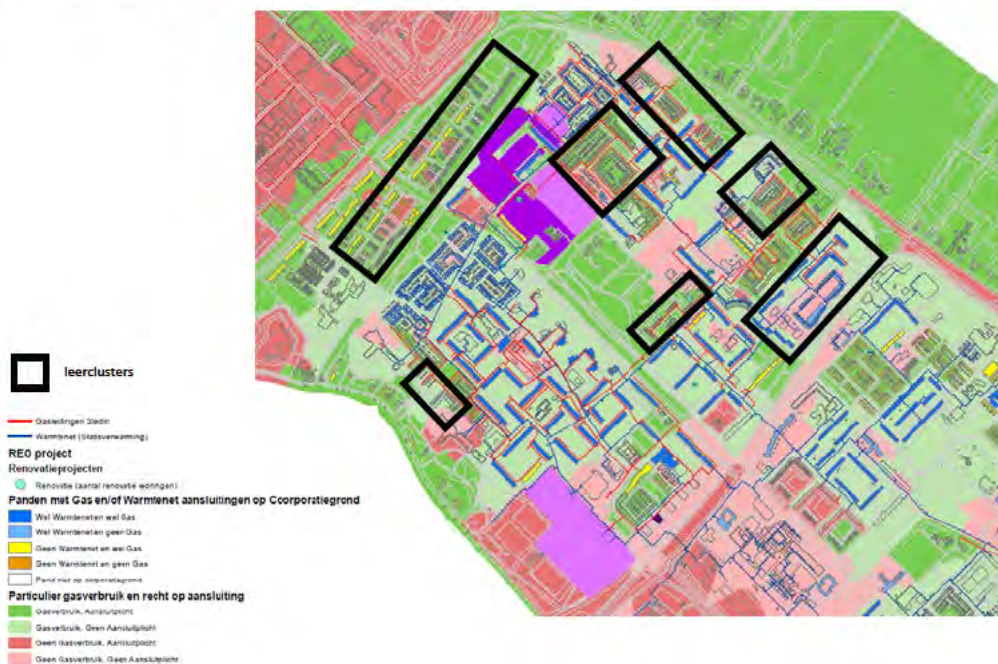 leerclusters
Gasleidingen Stedin
Warmtenet (Stadsverwarming)
REO project
Renovatieprojecten
Renovatie (aantal renovatie woningen)
Panden met Gas en/of Warmtenet aansluitingen op Coorporatiegrond
Wel Warmtenet en wel Gas
Wel Warmtenet en geen Gas
Geen Warmtenet en wel Gas
Geen Warmtenet en geen Gas
Pand niet op corporatiegrond
Particulier gasverbuik en recht op aansluiting
Gasverbruik, Aansluitplicht
Gasverbruik, Geen Aansluitplicht
Geen Gasverbruik, Aansluitplicht
Geen Gasverbruik, Geen Aansluitplicht